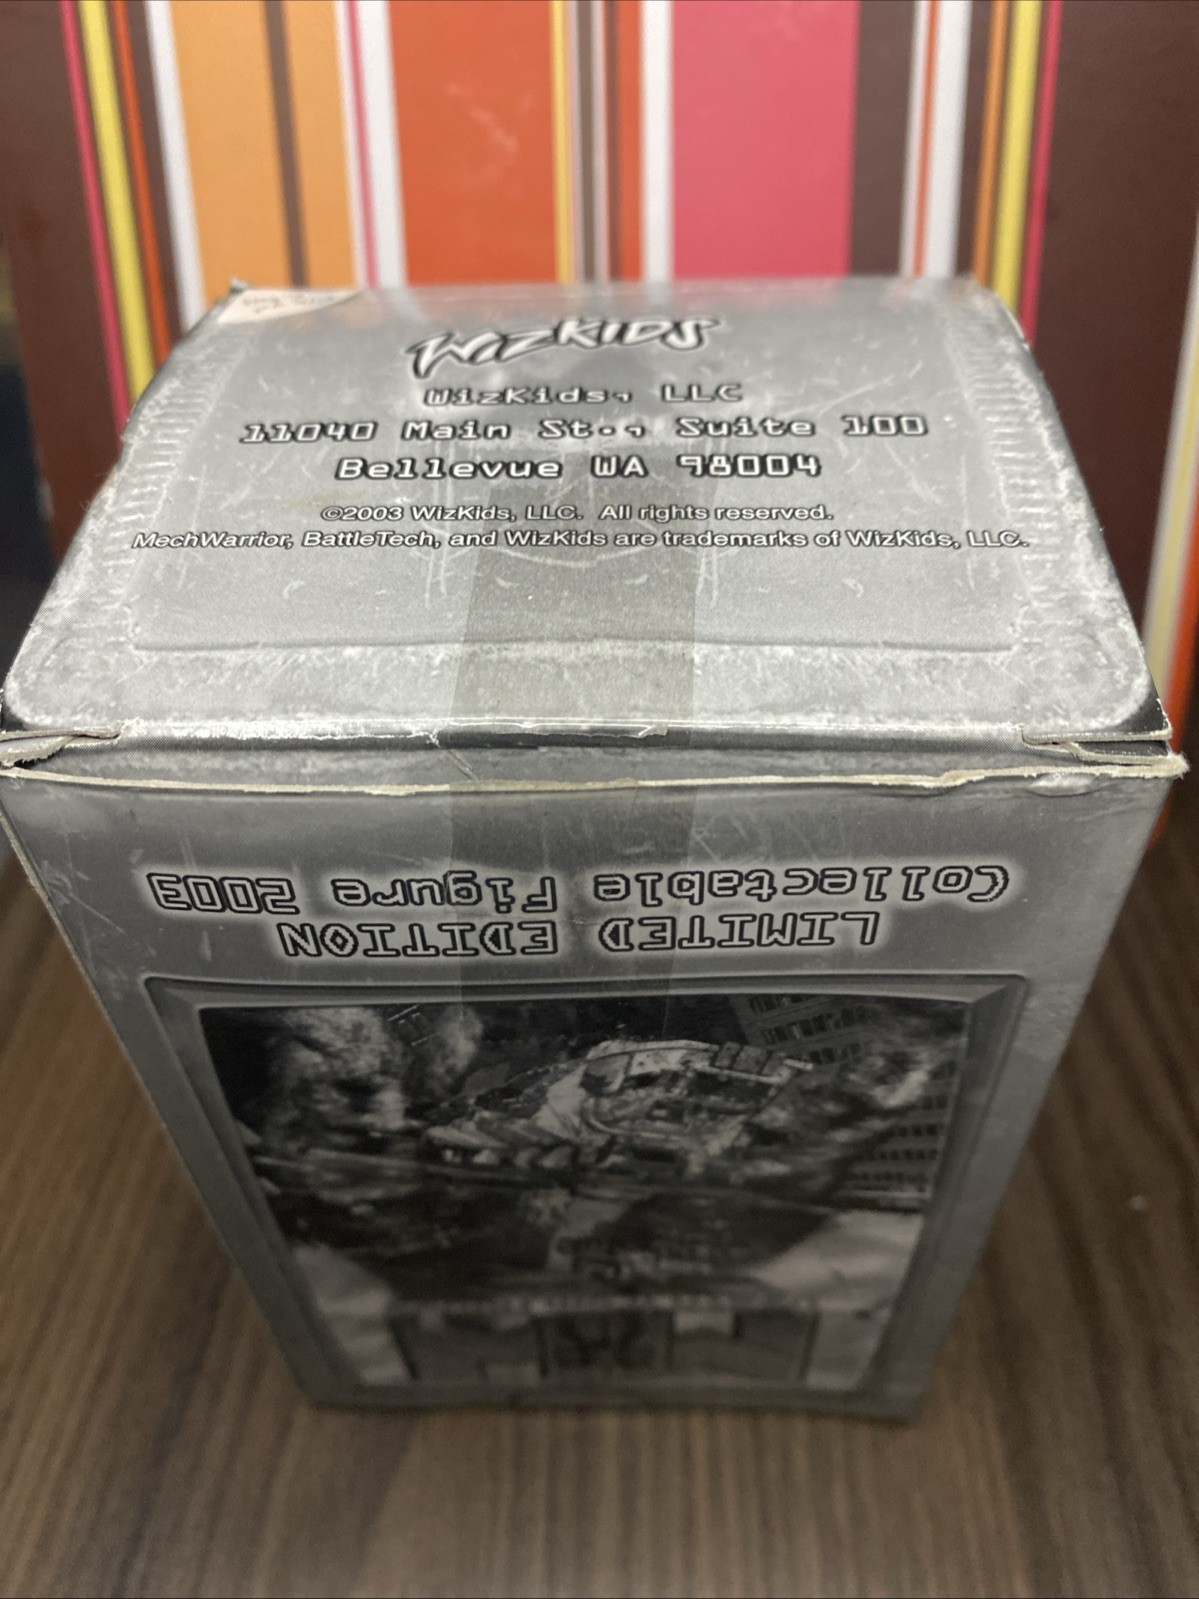 WizKids
WizKids, LLC
11040 Main St., Suite 100
Bellevue WA 98004
©2003 WizKids, LLC. All rights reserved.
MechWarrior, BattleTech, and WizKids are trademarks of WizKids, LLC.
LIMITED EDITION
Collectable Figure 2003